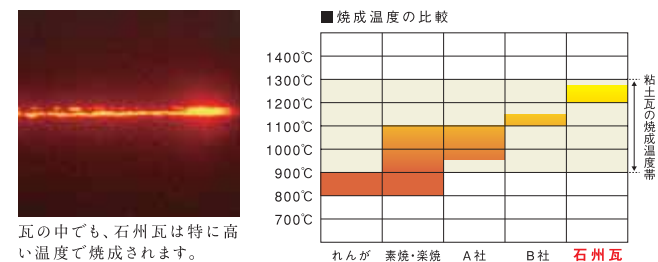 ■焼成温度の比較
1400℃
1300℃
1200℃
1100℃
1000℃
900℃
800℃
700℃
粘土瓦の焼成温度帯
れんが
素焼・楽焼
A社
B社
石州瓦
瓦の中でも、石州瓦は特に高
い温度で焼成されます。